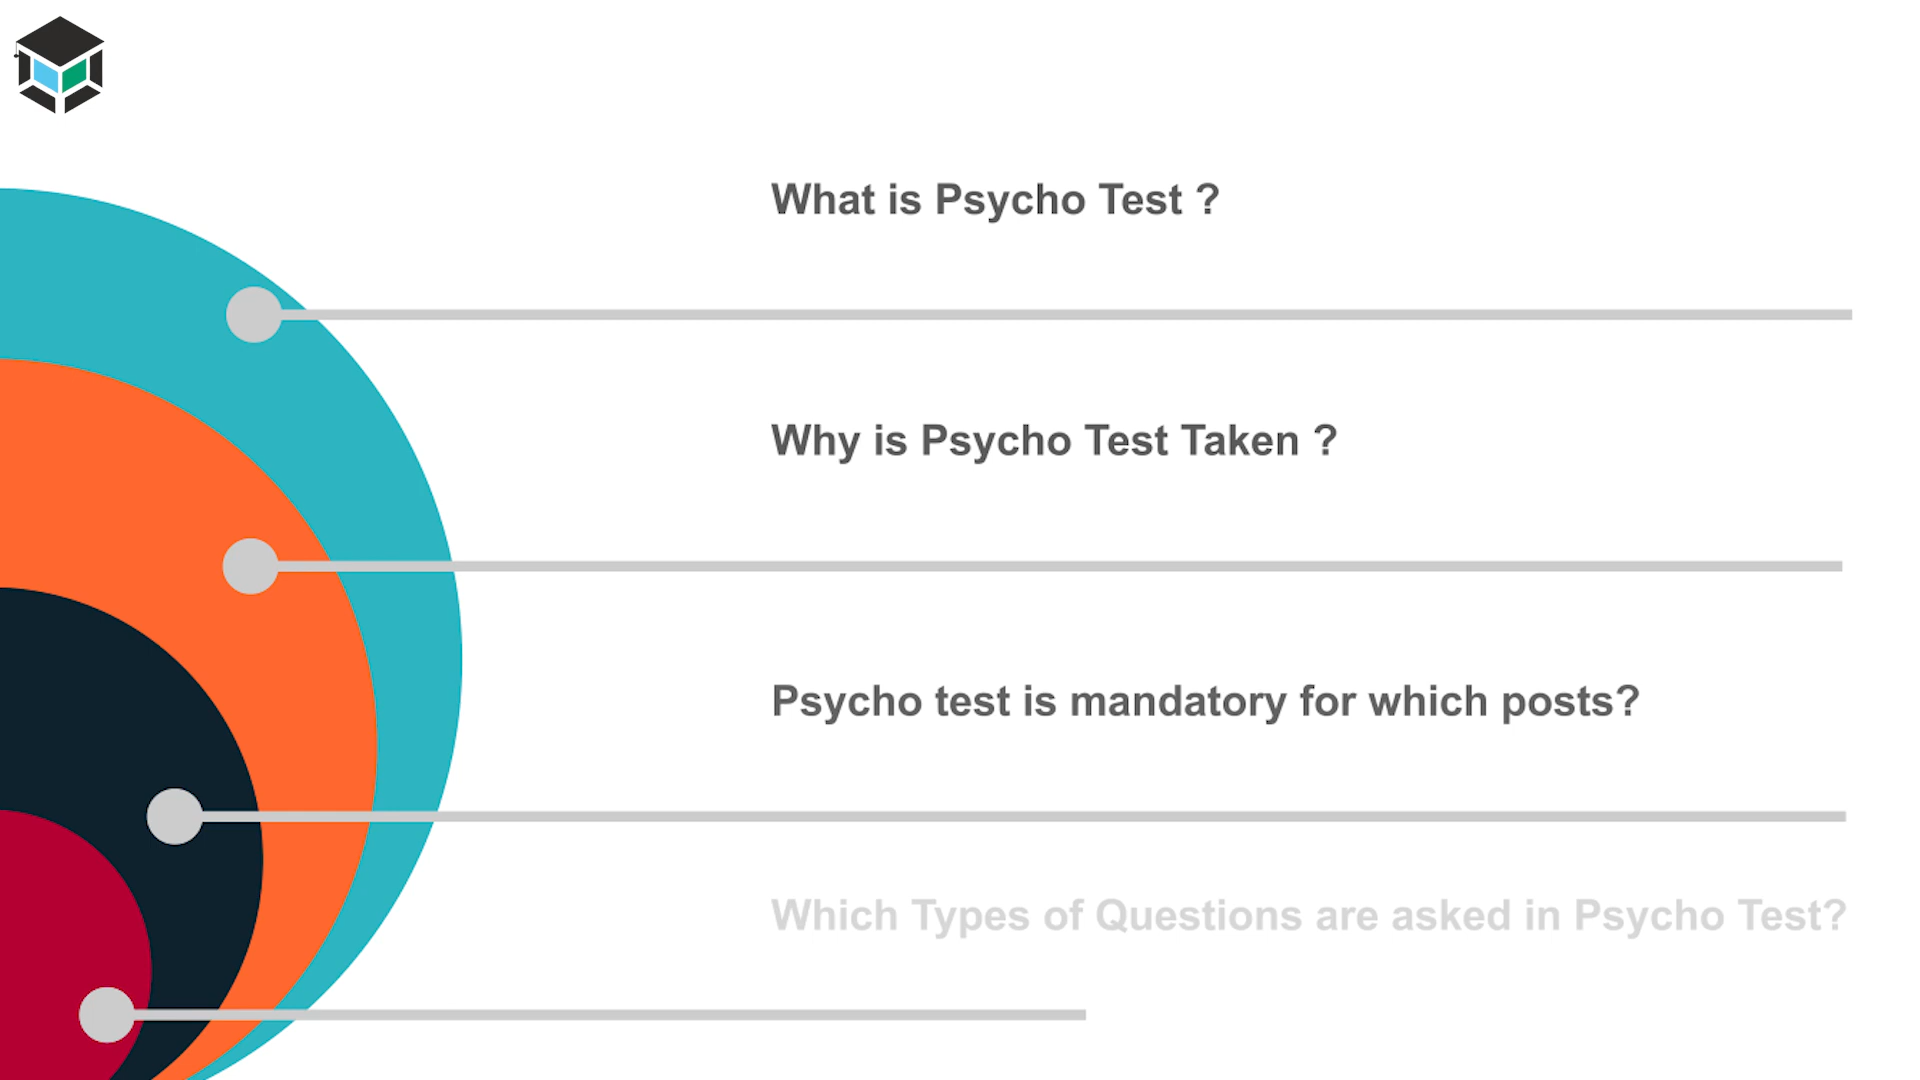 What is Psycho Test ?
Why is Psycho Test Taken ?
Psycho test is mandatory for which posts?
Which Types of Questions are asked in Psycho Test?